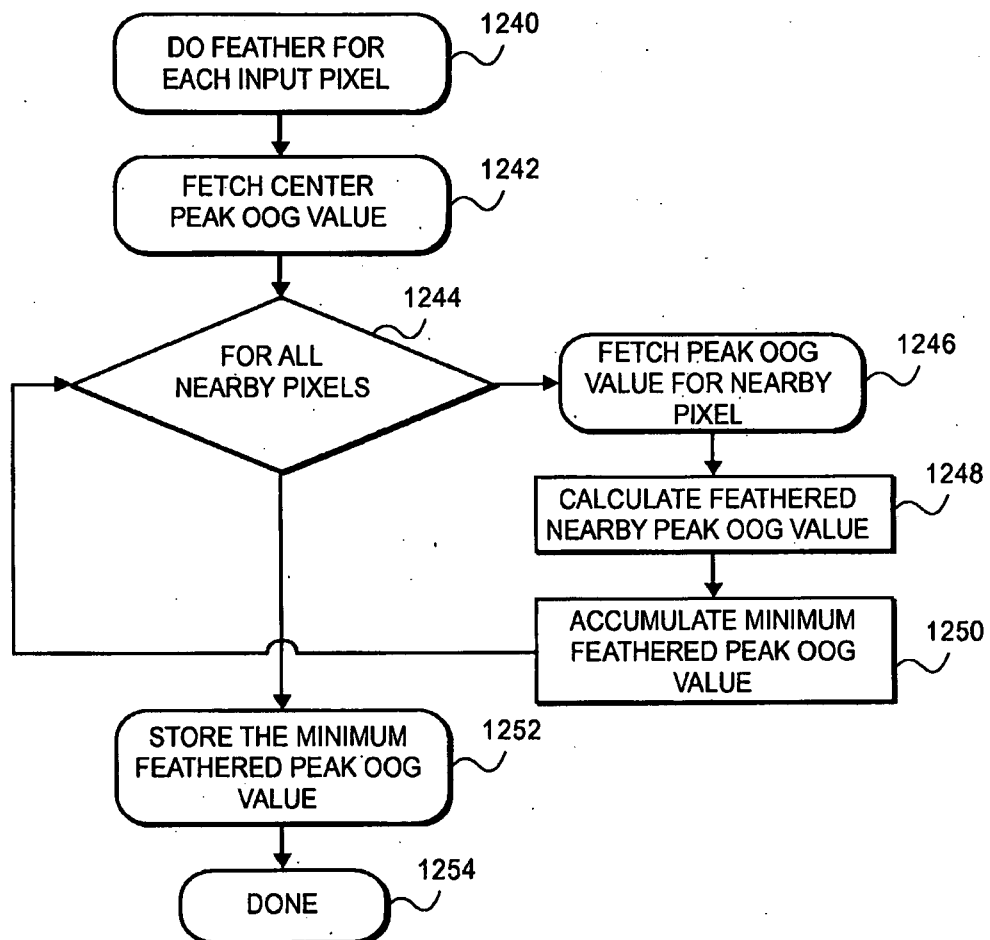 1240
DO FEATHER FOR
EACH INPUT PIXEL
1242
FETCH CENTER
PEAK OOG VALUE
1244
FOR ALL
NEARBY PIXELS
1246
FETCH PEAK OOG
VALUE FOR NEARBY
PIXEL
1248
CALCULATE FEATHERED
NEARBY PEAK OOG VALUE
1250
ACCUMULATE MINIMUM
FEATHERED PEAK OOG
VALUE
1252
STORE THE MINIMUM
FEATHERED PEAK OOG
VALUE
1254
DONE